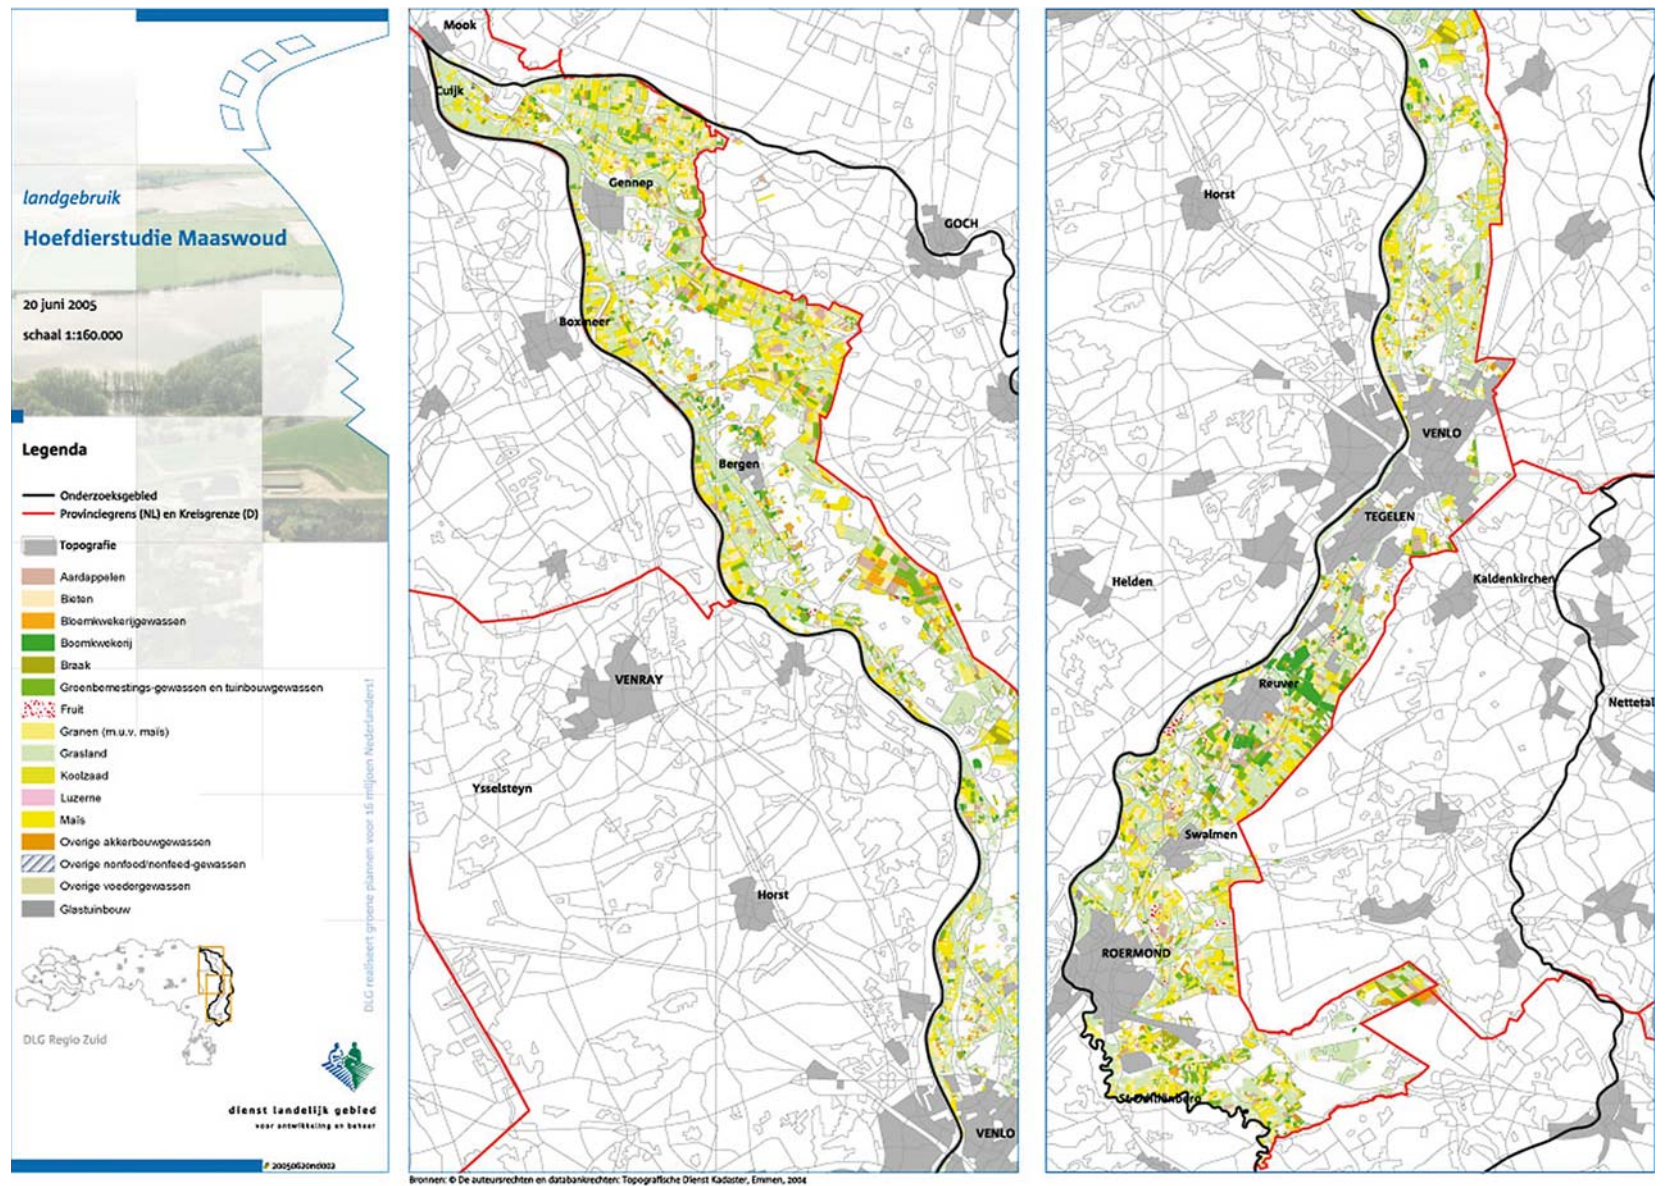 landgebruik
Hoefdierstudie Maaswoud
20 juni 2005
schaal 1:160.000
Legenda
Onderzoeksgebied
Provinciegrens (NL) en Kreisgrenze (D)
Topografie
Aardappelen
Bieten
Bloemkwekerijgewassen
Boomkwekerij
Braak
Groenbemestings-gewassen en tuinbouwgewassen
Fruit
Granen (m.u.v. maïs)
Grasland
Koolzaad
Luzerne
Maïs
Overige akkerbouwgewassen
Overige nonfood/nonfeed-gewassen
Overige voedergewassen
Glastuinbouw
DLG Regio Zuid
DLG realiseert groene plannen voor 16 miljoen Nederlanders!
dienst landelijk gebied
voor ontwikkeling en beheer
20050620nd002
Mook
Cuijk
Gennep
GOCH
Boxmeer
Bergen
VENRAY
Ysselsteyn
Horst
VENLO
Horst
VENLO
TEGELEN
Helden
Kaldenkirchen
Reuver
Nettetal
Swalmen
ROERMOND
Bronnen: © De auteursrechten en databankrechten: Topografische Dienst Kadaster, Emmen, 2004